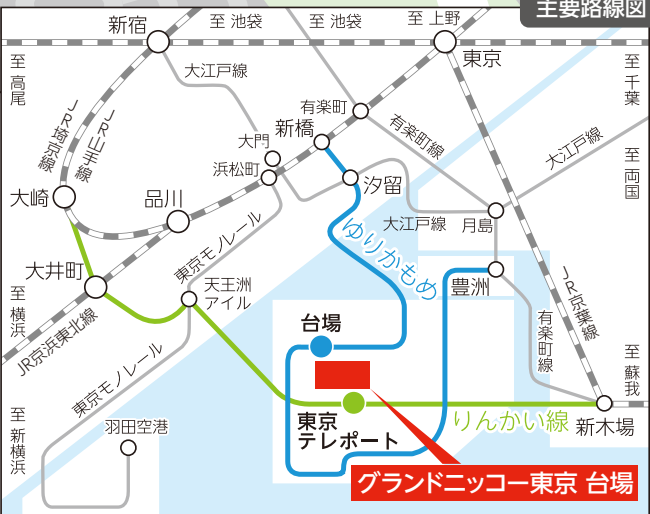 主要路線図
新宿
至 池袋
至 池袋
至 上野
東京
至 高尾
至 千葉
大江戸線
有楽町
新橋
有楽町線
大江戸線
JR埼京線
JR山手線
大門
浜松町
汐留
至 両国
大崎
品川
大江戸線
月島
ゆりかもめ
東京モノレール
大井町
天王洲
アイル
豊洲
JR京葉線
至 横浜
JR京浜東北線
台場
有楽町線
至 蘇我
東京モノレール
東京
テレポート
りんかい線
新木場
至 新横浜
羽田空港
グランドニッコー東京 台場